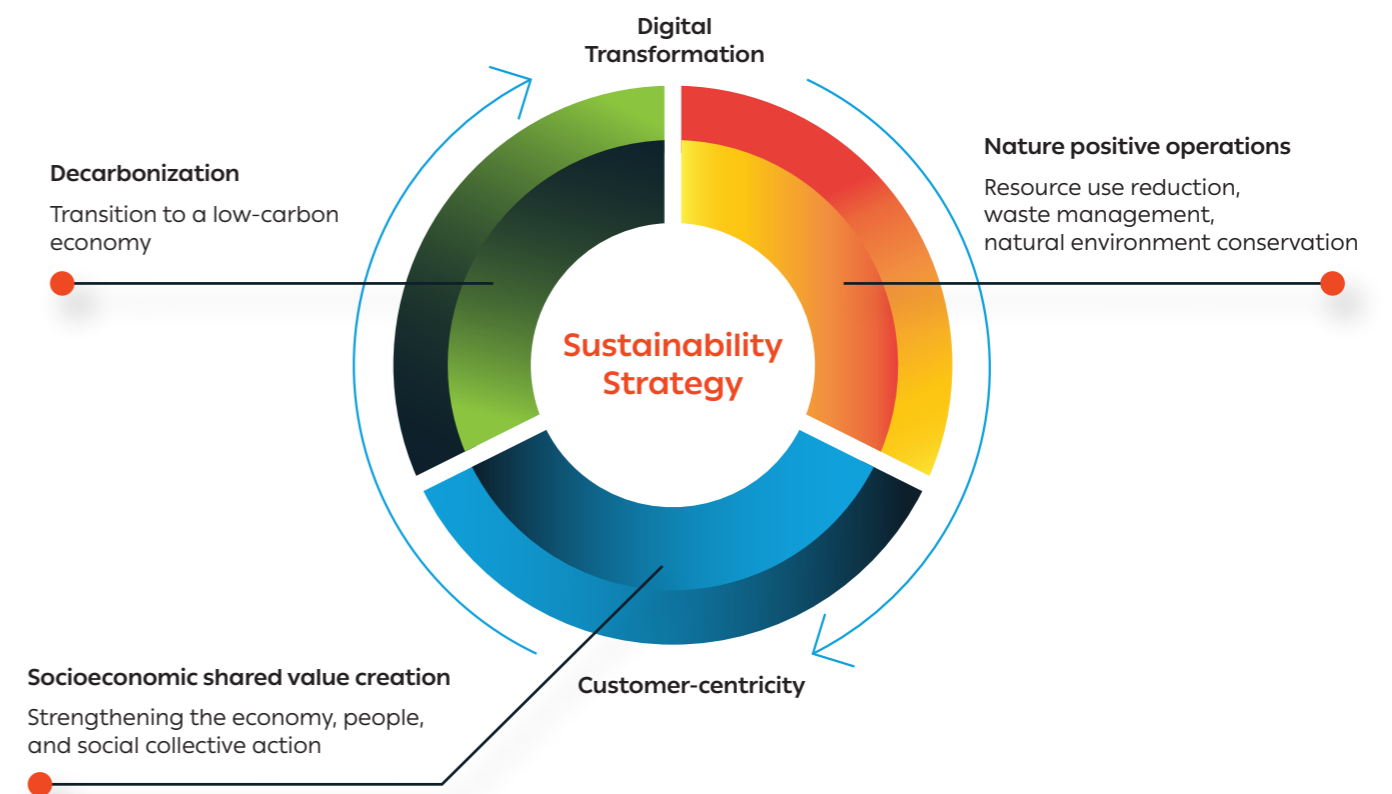 Digital
Transformation
Decarbonization
Transition to a low-carbon
economy
Nature positive operations
Resource use reduction,
waste management,
natural environment conservation
Sustainability
Strategy
Socioeconomic shared value creation
Strengthening the economy, people,
and social collective action
Customer-centricity